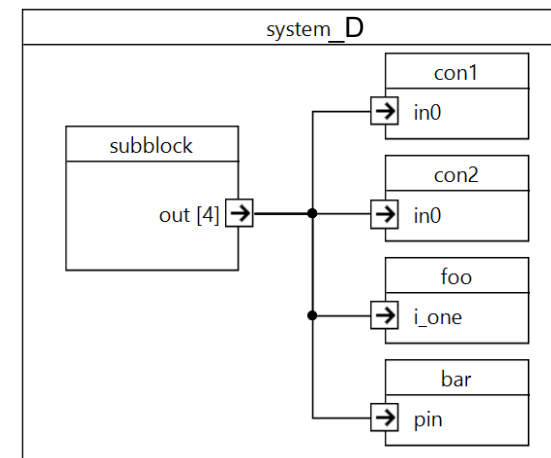 system_D
con1
in0
subblock
out [4]
con2
in0
foo
i_one
bar
pin